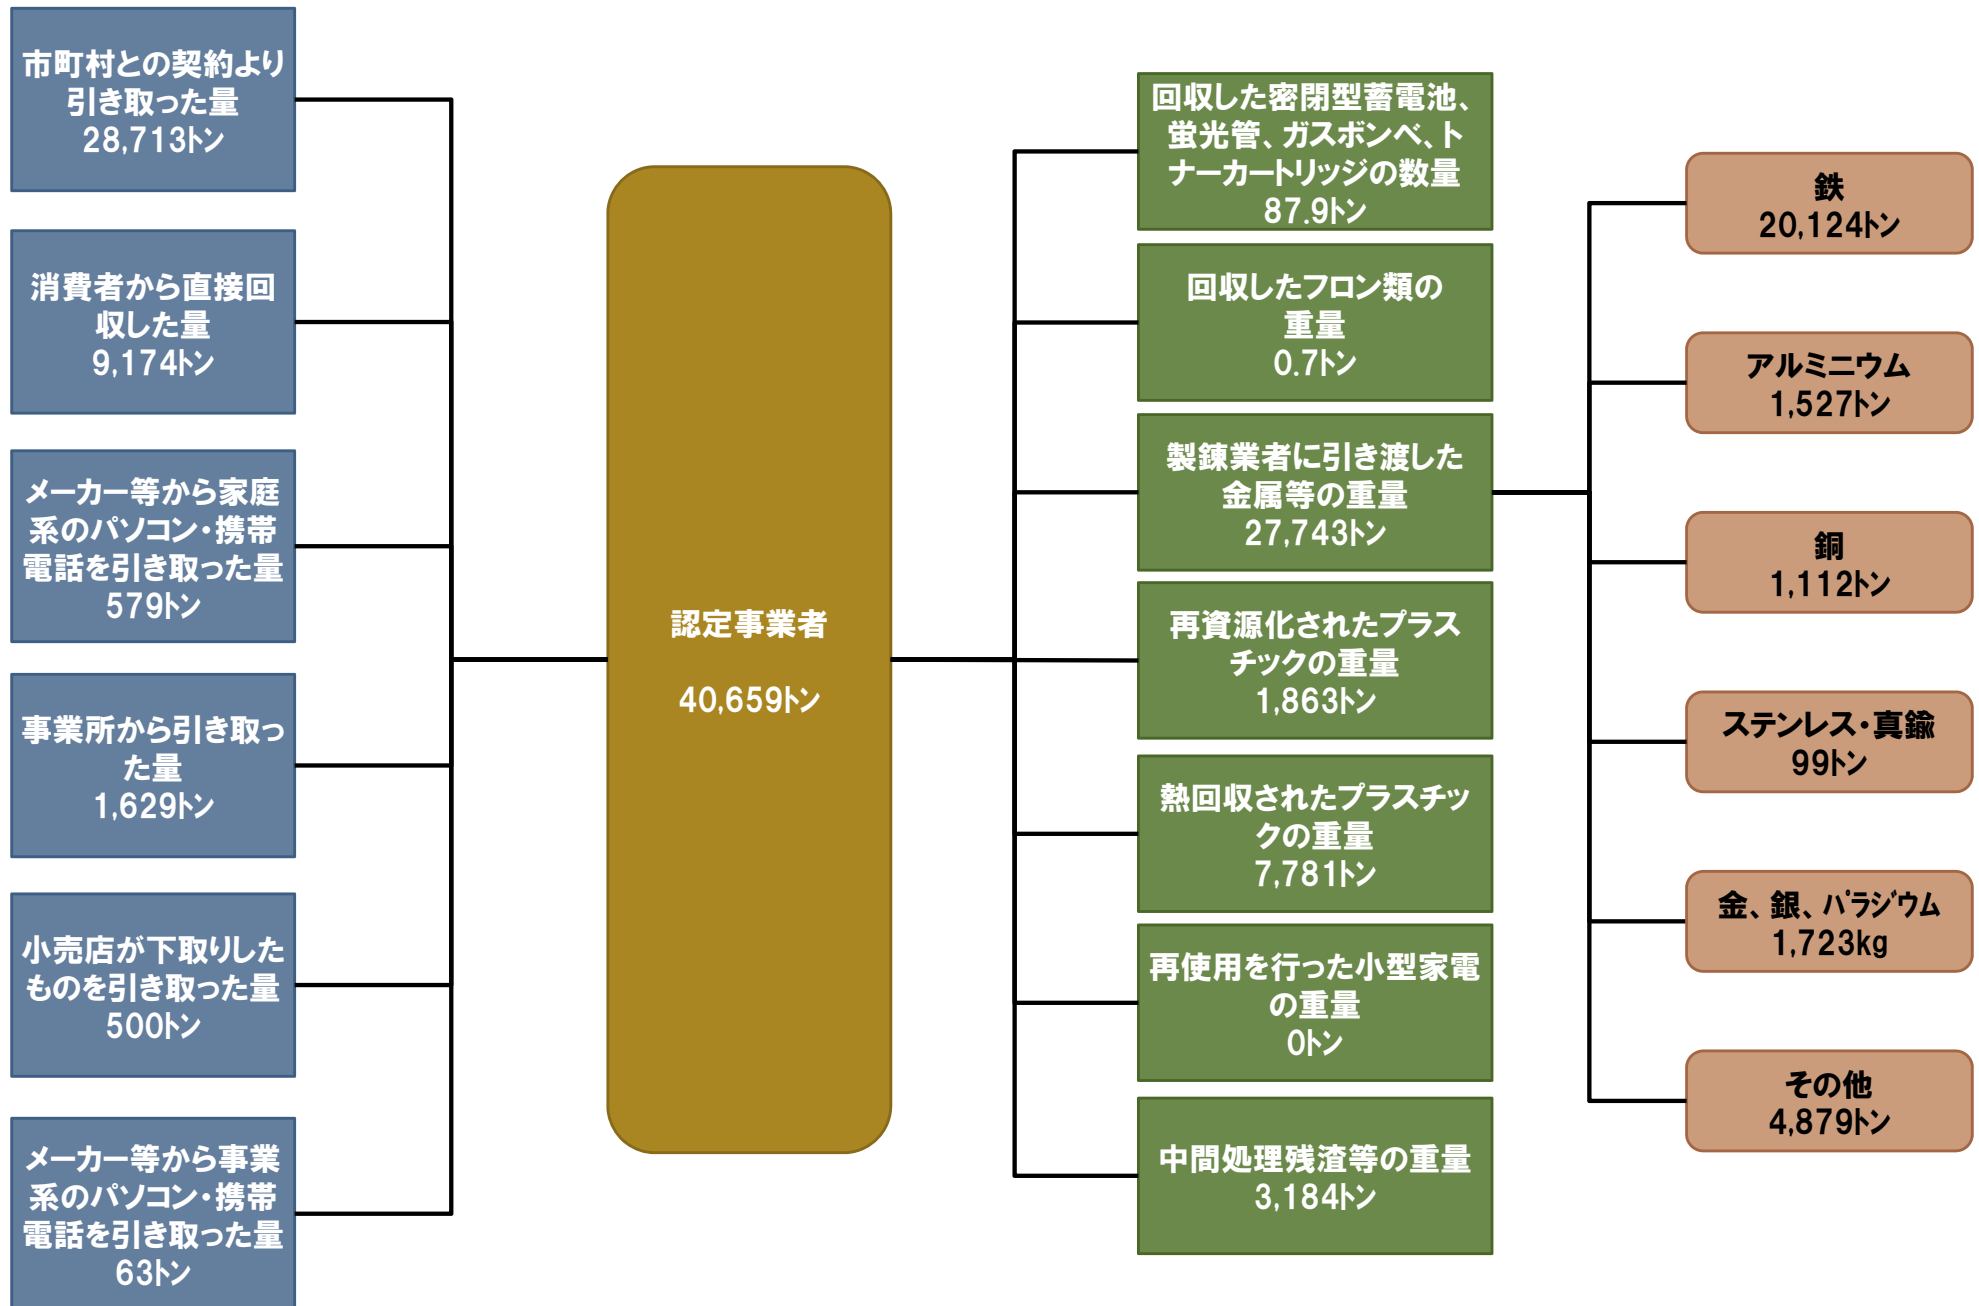 市町村との契約より
引き取った量
28,713トン
消費者から直接回
収した量
9,174トン
メーカー等から家庭
系のパソコン・携帯
電話を引き取った量
579トン
事業所から引き取っ
た量
1,629トン
小売店が下取りした
ものを引き取った量
500トン
メーカー等から事業
系のパソコン・携帯
電話を引き取った量
63トン
認定事業者
40,659トン
回収した密閉型蓄電池、
蛍光管、ガスボンベ、ト
ナーカートリッジの数量
87.9トン
回収したフロン類の
重量
0.7トン
製錬業者に引き渡した
金属等の重量
27,743トン
再資源化されたプラス
チックの重量
1,863トン
熱回収されたプラスチッ
クの重量
7,781トン
再使用を行った小型家電
の重量
0トン
中間処理残渣等の重量
3,184トン
鉄
20,124トン
アルミニウム
1,527トン
銅
1,112トン
ステンレス・真鍮
99トン
金、銀、パラジウム
1,723kg
その他
4,879トン